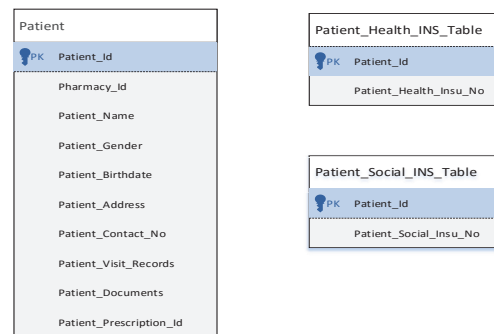 Patient
PK Patient_Id
Pharmacy_Id
Patient_Name
Patient_Gender
Patient_Birthdate
Patient_Address
Patient_Contact_No
Patient_Visit_Records
Patient_Documents
Patient_Prescription_Id
Patient_Health_INS_Table
PK Patient_Id
Patient_Health_Insu_No
Patient_Social_INS_Table
PK Patient_Id
Patient_Social_Insu_No